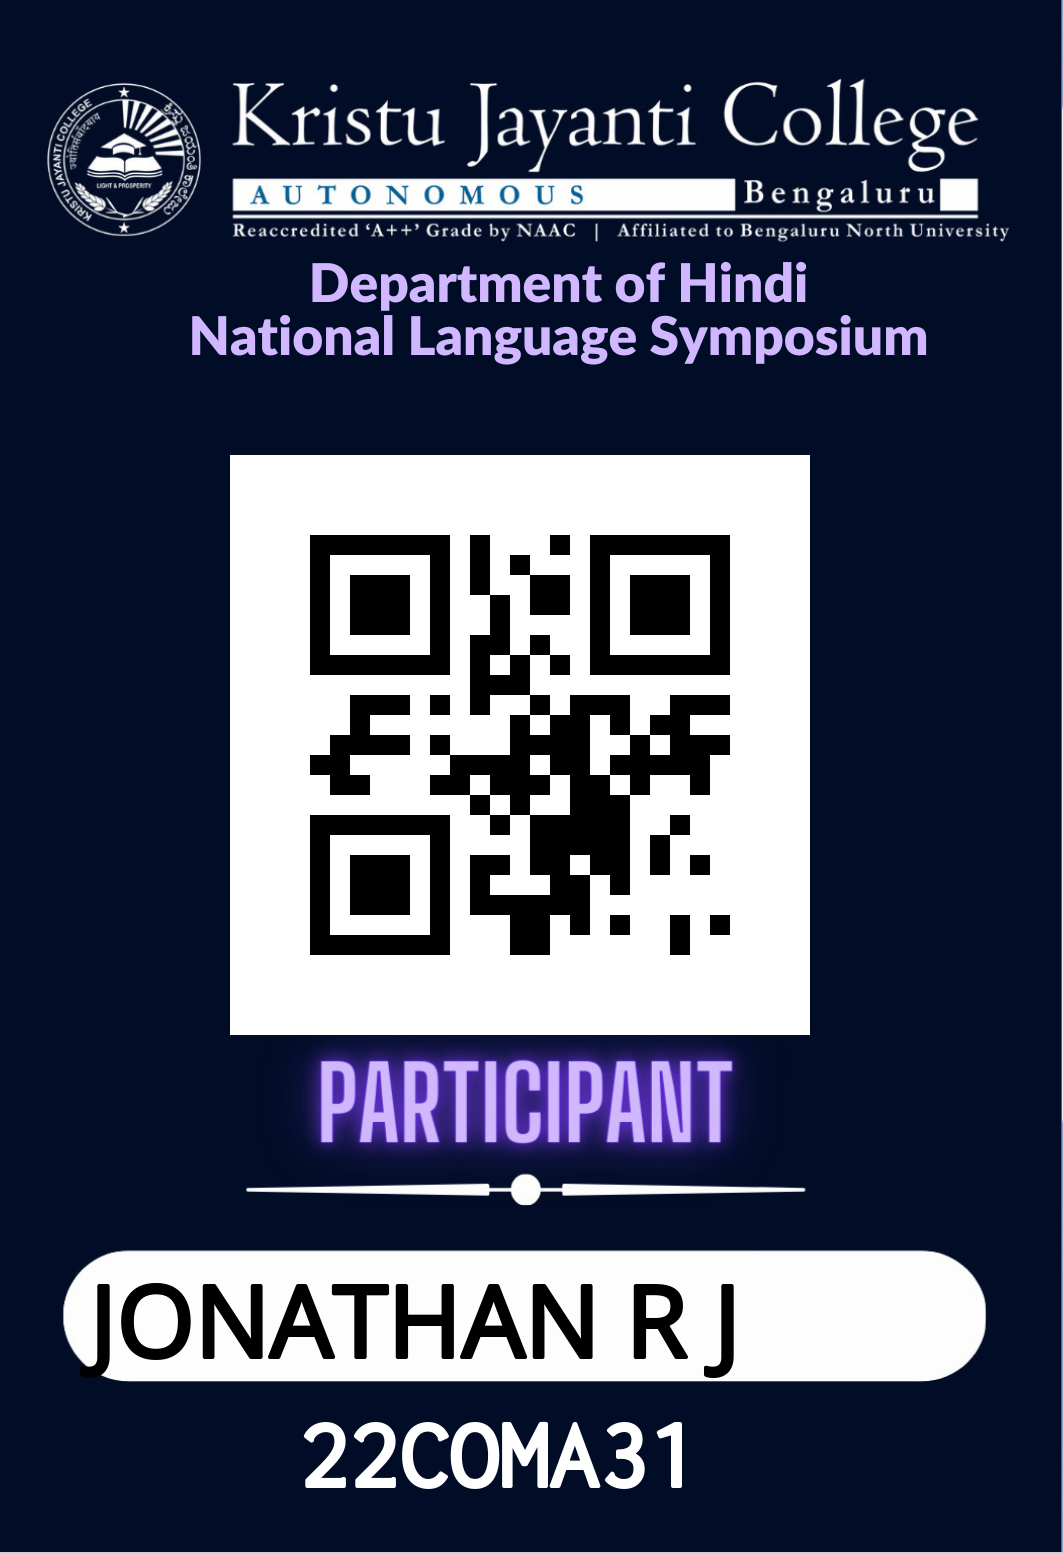 KRISTU JAYANTI COLLEGE
LIGHT & PROSPERITY
Kristu Jayanti College
AUTONOMOUS Bengaluru
Reaccredited ‘A++’ Grade by NAAC | Affiliated to Bengaluru North University
Department of Hindi
National Language Symposium
PARTICIPANT
JONATHAN R J
22COMA31